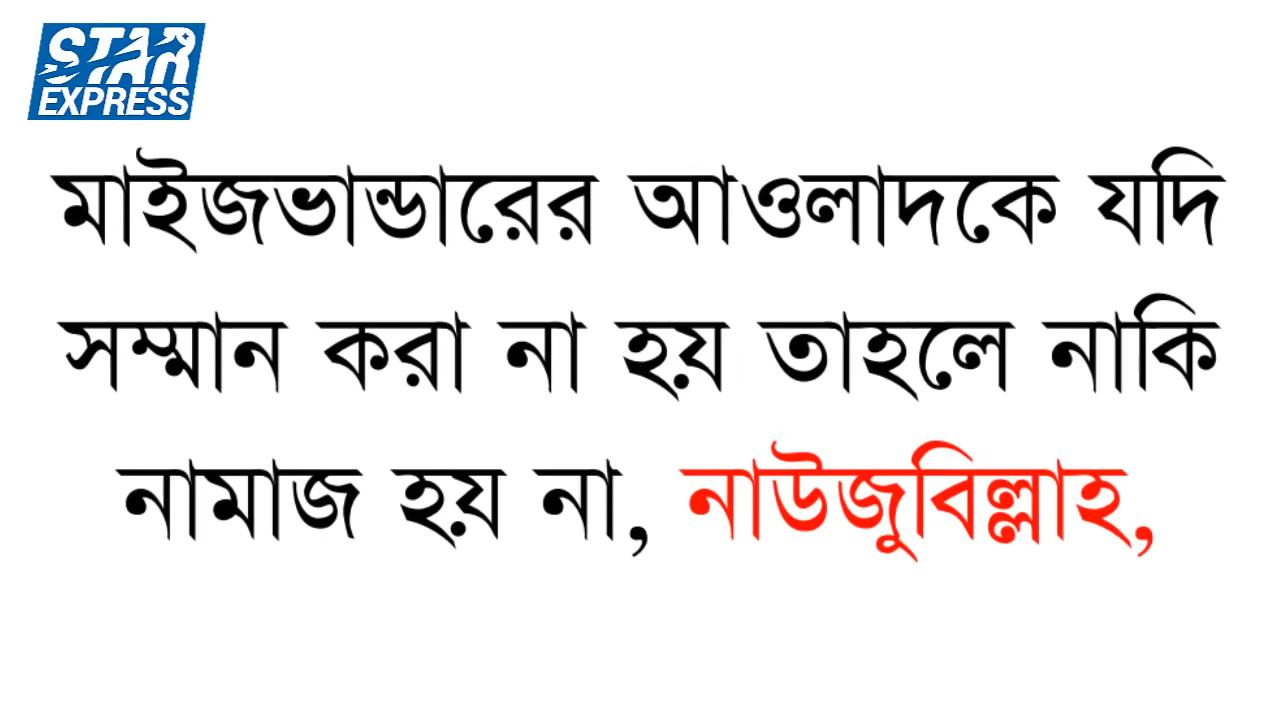 STAR
EXPRESS
মাইজভান্ডারের আওলাদকে যদি
সম্মান করা না হয় তাহলে নাকি
নামাজ হয় না, নাউজুবিল্লাহ,